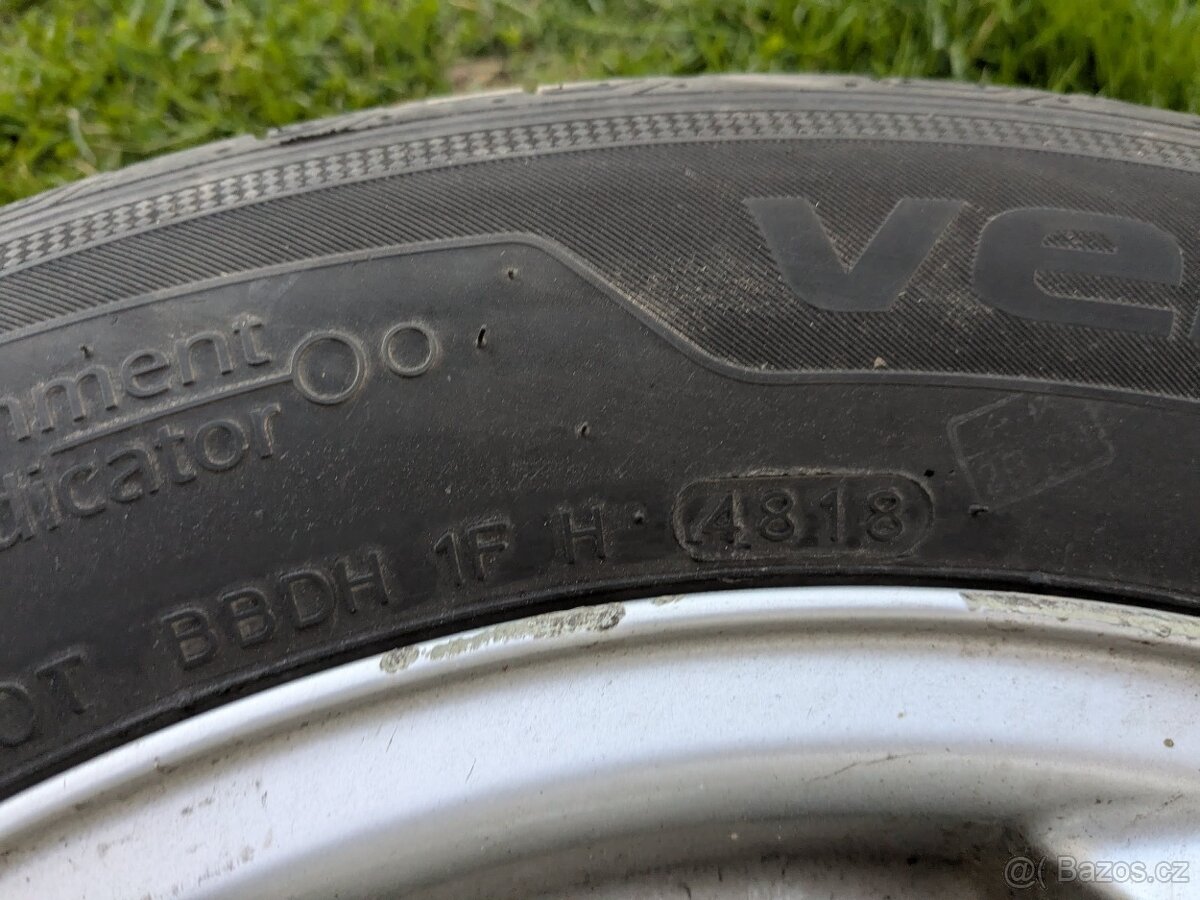 ve
nment
dicator
OT BBDH 1F H 4818
@( Bazos.cz